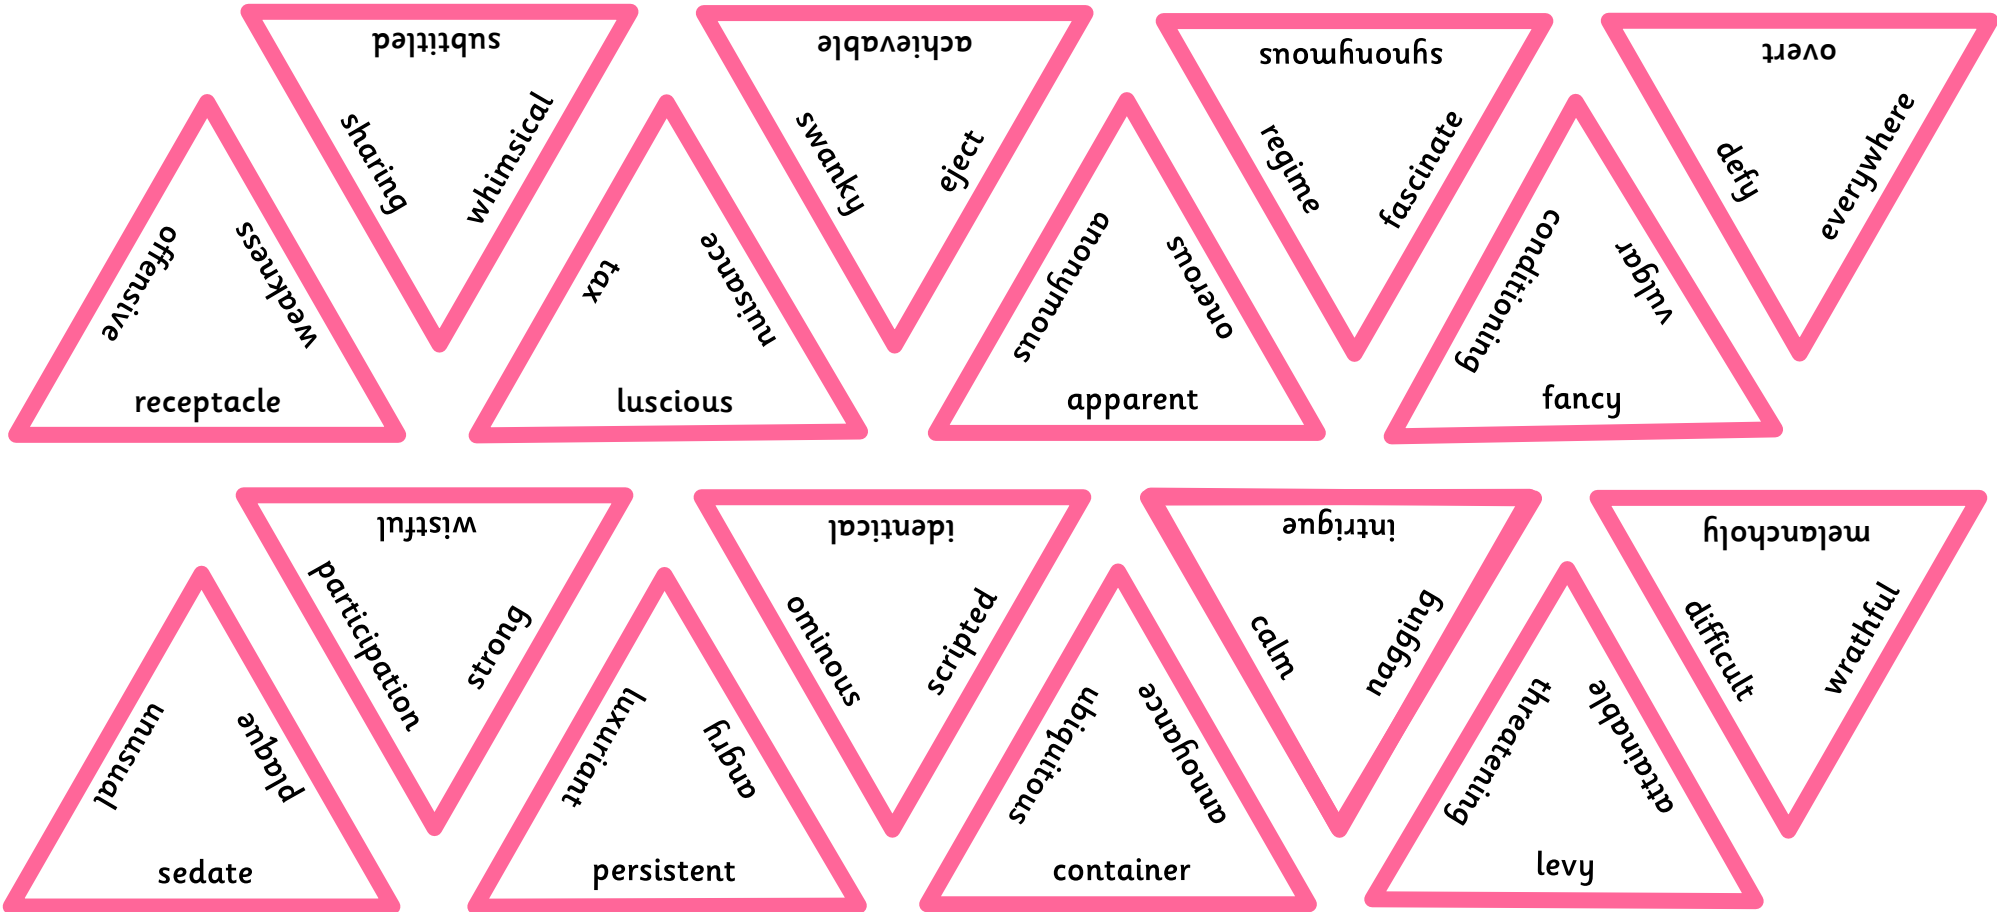 subtitled
sharing
whimsical
achievable
swanky
eject
synonymous
regime
fascinate
overt
defy
everywhere
offensive
weakness
receptacle
tax
nuisance
luscious
anonymous
onerous
apparent
conditioning
vulgar
fancy
wistful
participation
strong
identical
ominous
scripted
intrigue
calm
nagging
melancholy
difficult
wrathful
unusual
plaque
sedate
luxuriant
angry
persistent
ubiquitous
annoyance
container
threatening
attainable
levy